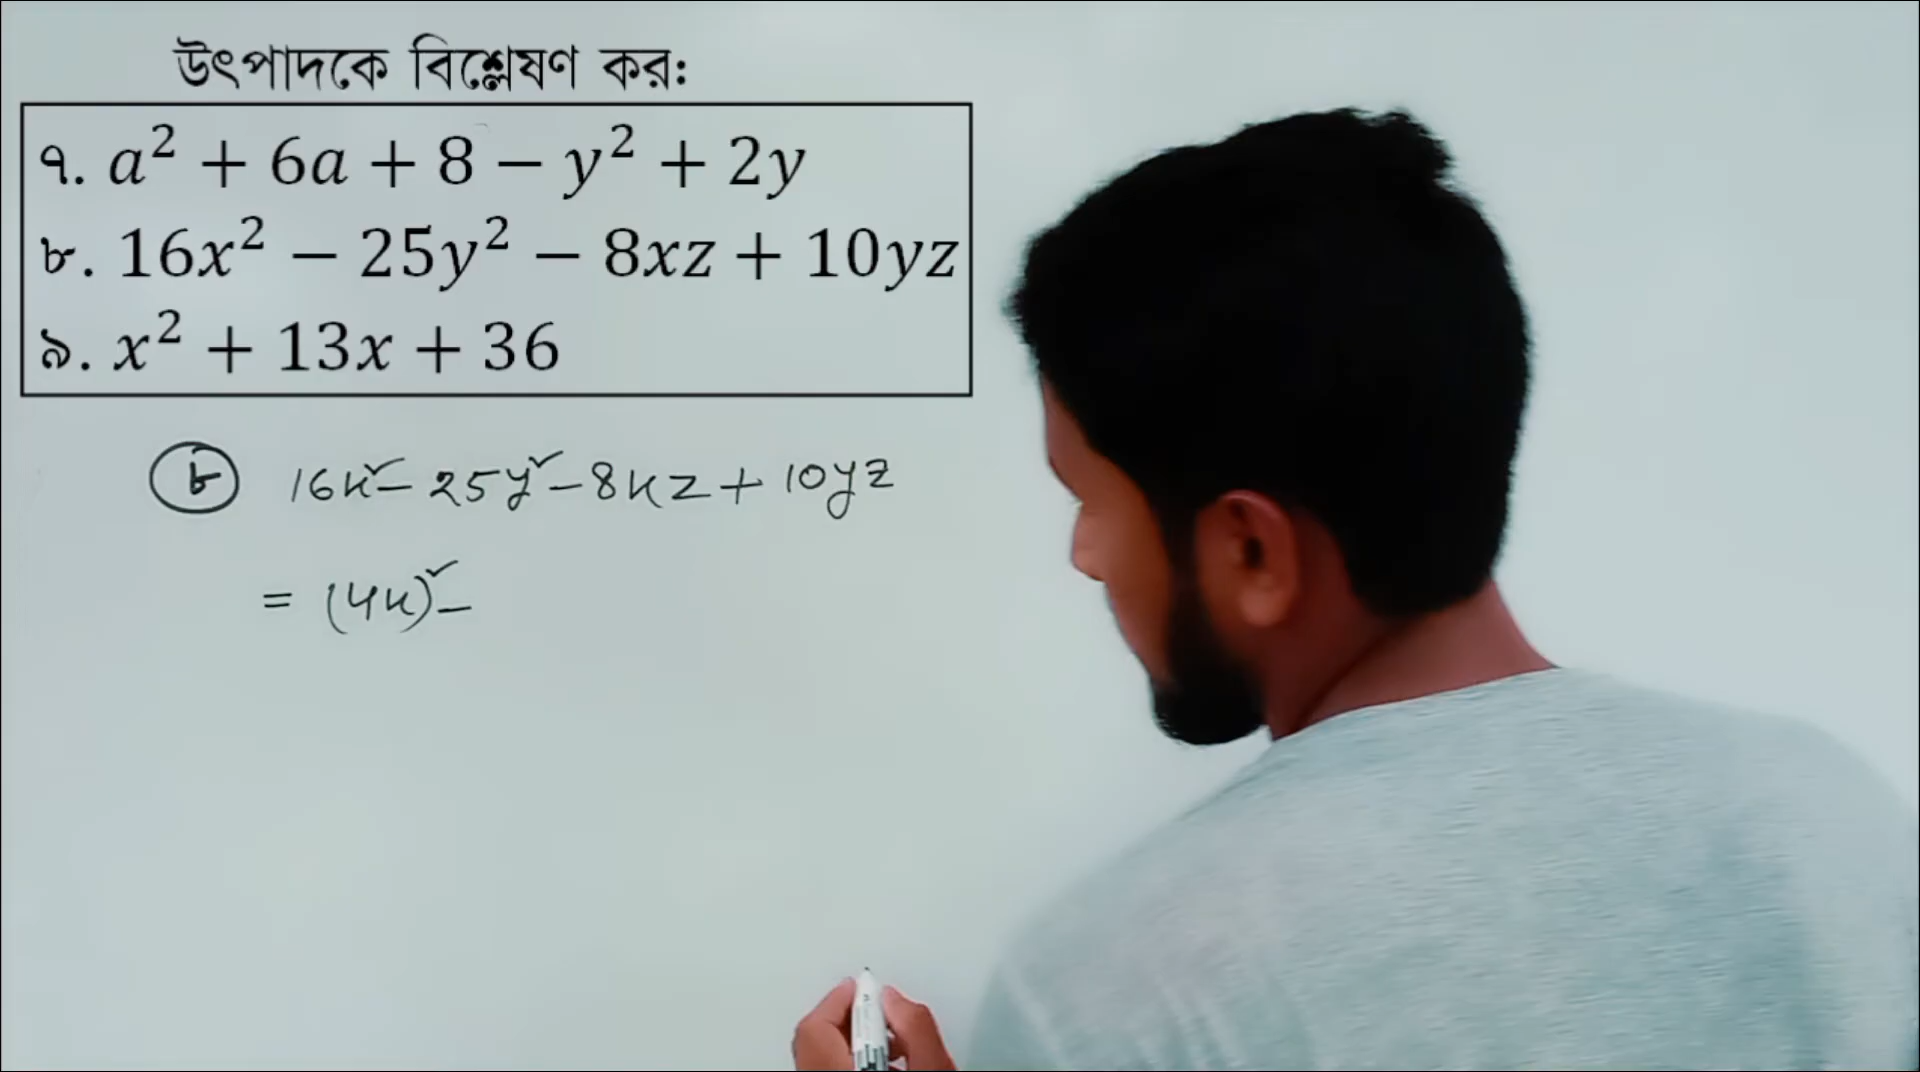 উৎপাদকে বিশ্লেষণ কর:
৭. a² + 6a + 8 − y² + 2y
৮. 16x² − 25y² − 8xz + 10yz
৯. x² + 13x + 36
৮ 16x² − 25y² − 8xz + 10yz
= (4x)² −